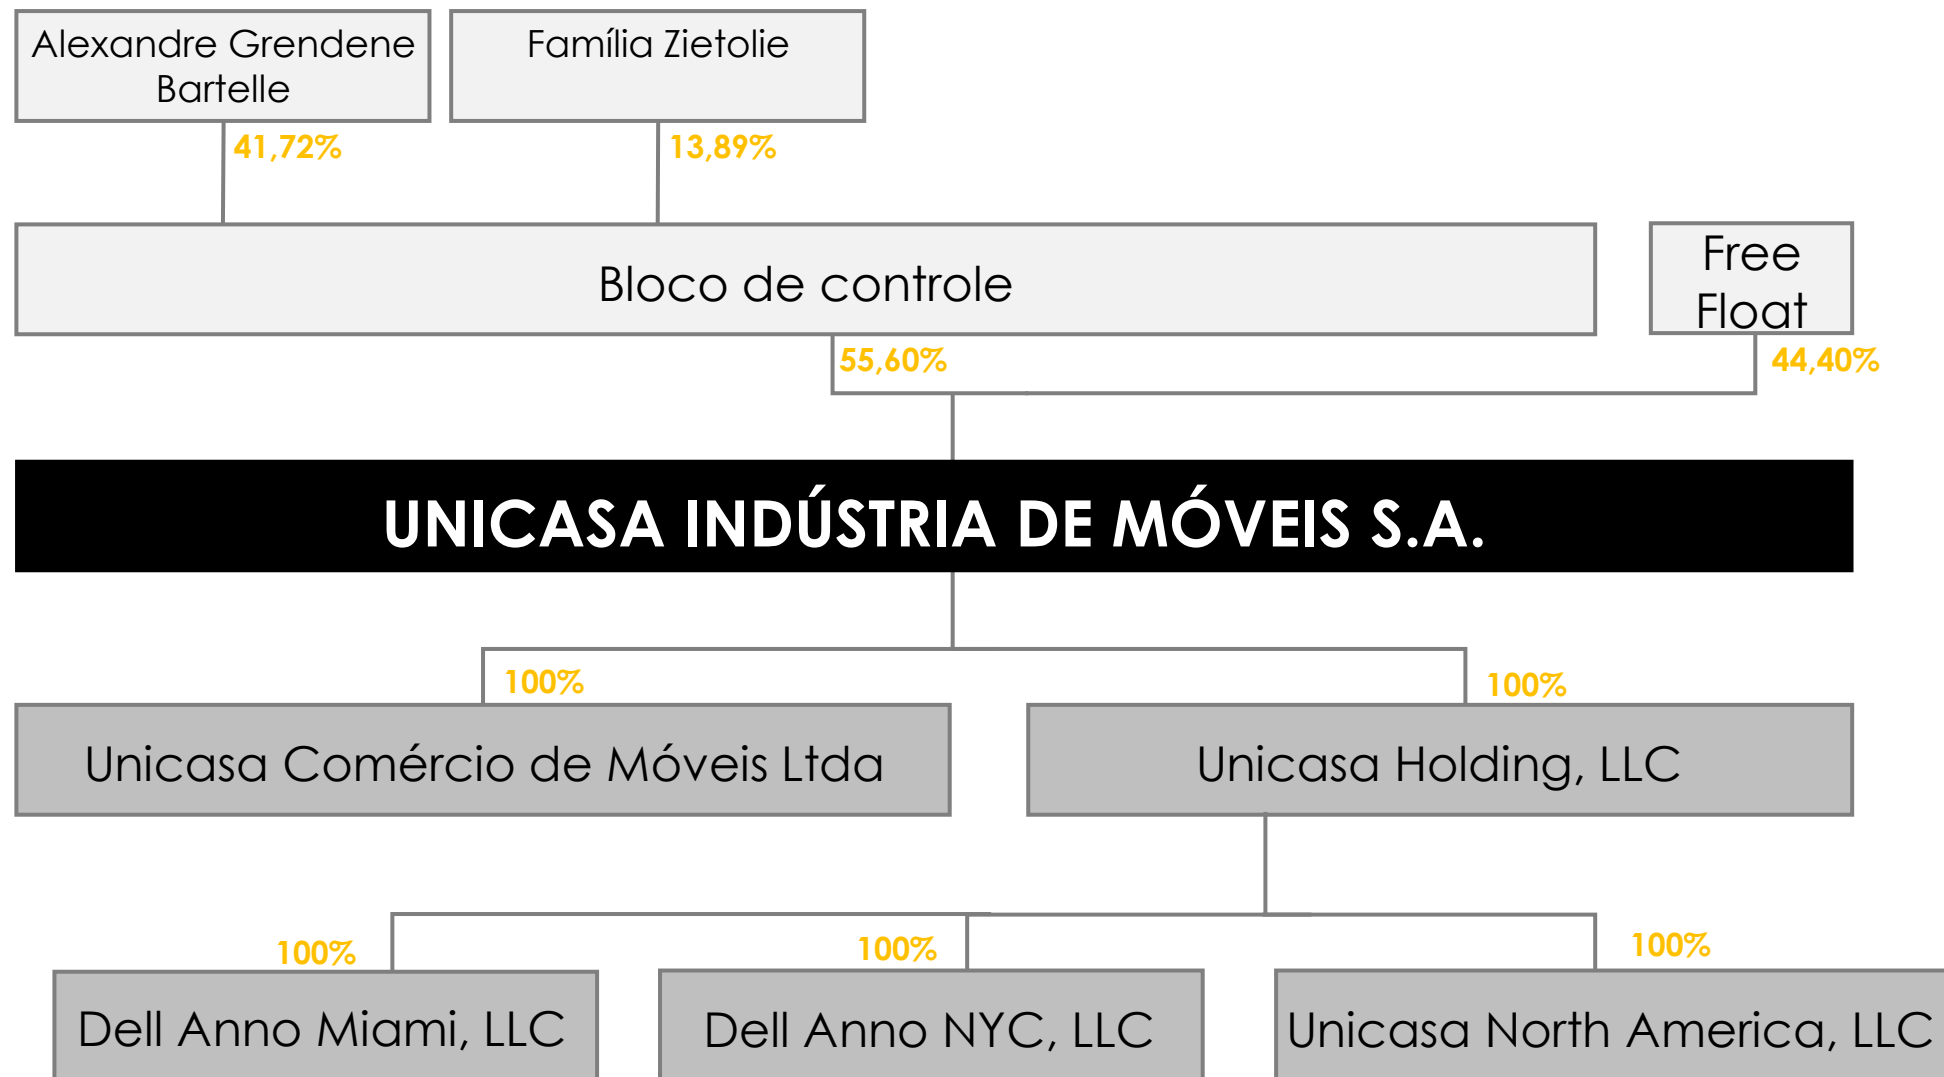 Alexandre Grendene
Bartelle
Família Zietolie
41,72%
13,89%
Bloco de controle
Free
Float
55,60%
44,40%
UNICASA INDÚSTRIA DE MÓVEIS S.A.
100%
100%
Unicasa Comércio de Móveis Ltda
Unicasa Holding, LLC
100%
100%
100%
Dell Anno Miami, LLC
Dell Anno NYC, LLC
Unicasa North America, LLC